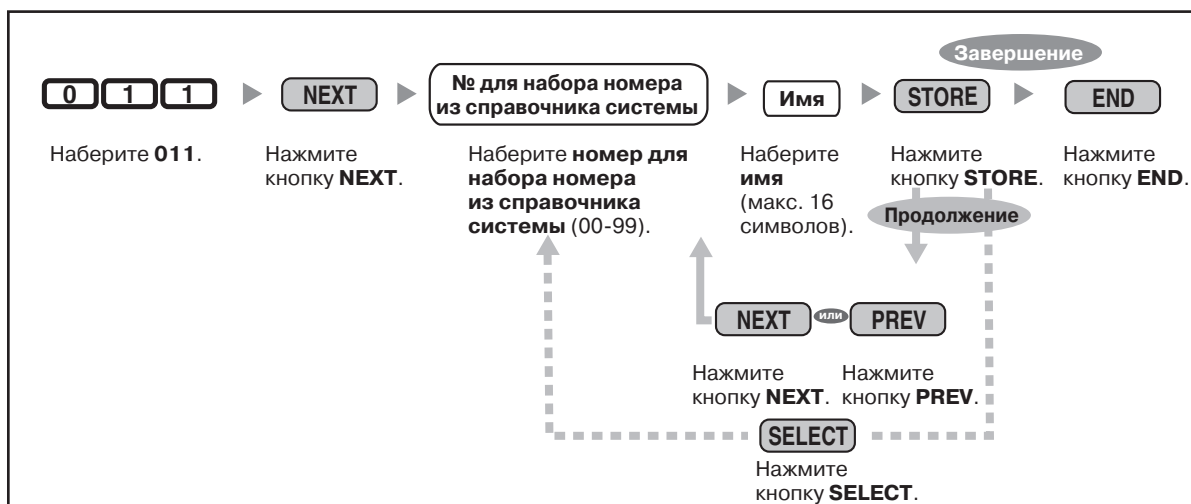 Завершение
0 1 1 NEXT № для набора номера из справочника системы Имя STORE END
Наберите 011.
Нажмите
кнопку NEXT.
Наберите номер для
набора номера
из справочника
системы (00-99).
Наберите
имя
(макс. 16
символов).
Нажмите
кнопку STORE.
Нажмите
кнопку END.
Продолжение
NEXT или PREV
Нажмите
кнопку NEXT.
Нажмите
кнопку PREV.
SELECT
Нажмите
кнопку SELECT.